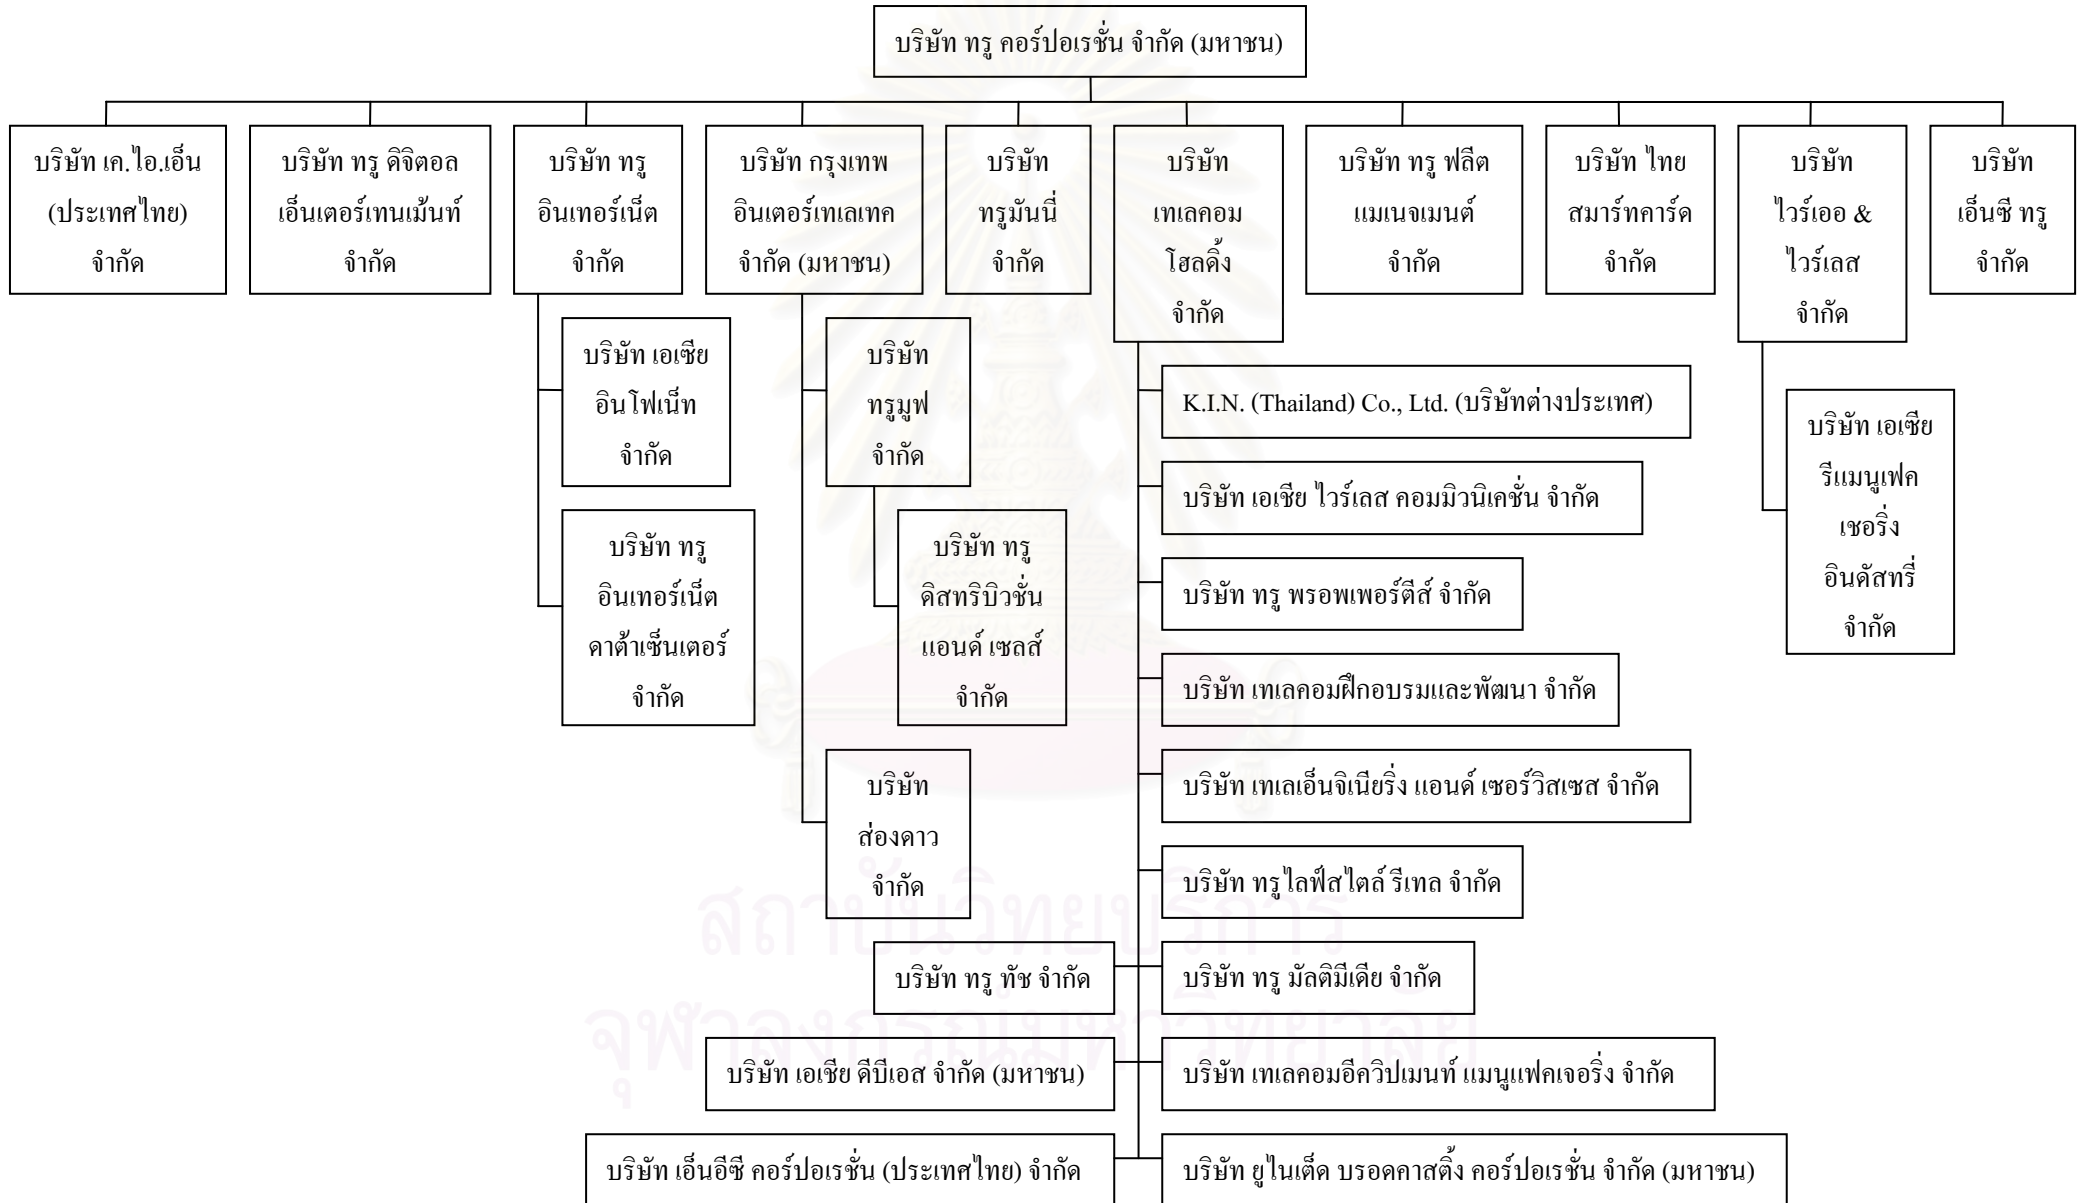 บริษัท ทรู คอร์ปอเรชั่น จำกัด (มหาชน)
บริษัท เค.ไอ.เอ็น
(ประเทศไทย)
จำกัด
บริษัท ทรู ดิจิตอล
เอ็นเตอร์เทนเม้นท์
จำกัด
บริษัท ทรู
อินเทอร์เน็ต
จำกัด
บริษัท กรุงเทพ
อินเตอร์เทเลเทค
จำกัด (มหาชน)
บริษัท
ทรูมันนี่
จำกัด
บริษัท
เทเลคอม
โฮลดิ้ง
จำกัด
บริษัท ทรู ฟลีต
แมเนจเมนต์
จำกัด
บริษัท ไทย
สมาร์ทคาร์ด
จำกัด
บริษัท
ไวร์เออ &
ไวร์เลส
จำกัด
บริษัท
เอ็นซี ทรู
จำกัด
บริษัท เอเซีย
อินโฟเน็ท
จำกัด
บริษัท ทรู
อินเทอร์เน็ต
ดาต้าเซ็นเตอร์
จำกัด
บริษัท
ทรูมูฟ
จำกัด
บริษัท ทรู
ดิสทริบิวชั่น
แอนด์ เซลส์
จำกัด
บริษัท
ส่องดาว
จำกัด
K.I.N. (Thailand) Co., Ltd. (บริษัทต่างประเทศ)
บริษัท เอเชีย ไวร์เลส คอมมิวนิเคชั่น จำกัด
บริษัท ทรู พรอพเพอร์ตีส์ จำกัด
บริษัท เทเลคอมฝึกอบรมและพัฒนา จำกัด
บริษัท เทเลเอ็นจิเนียริ่ง แอนด์ เซอร์วิสเซส จำกัด
บริษัท ทรู ไลฟ์สไตล์ รีเทล จำกัด
บริษัท ทรู ทัช จำกัด
บริษัท ทรู มัลติมีเดีย จำกัด
บริษัท เอเชีย ดีบีเอส จำกัด (มหาชน)
บริษัท เทเลคอมอีควิปเมนท์ แมนูแฟคเจอริ่ง จำกัด
บริษัท เอ็นอีซี คอร์ปอเรชั่น (ประเทศไทย) จำกัด
บริษัท ยูไนเต็ด บรอดคาสติ้ง คอร์ปอเรชั่น จำกัด (มหาชน)
บริษัท เอเซีย
รีแมนูเฟค
เชอริ่ง
อินดัสทรี่
จำกัด
สถาบันวิทยบริการ
จุฬาลงกรณ์มหาวิทยาลัย